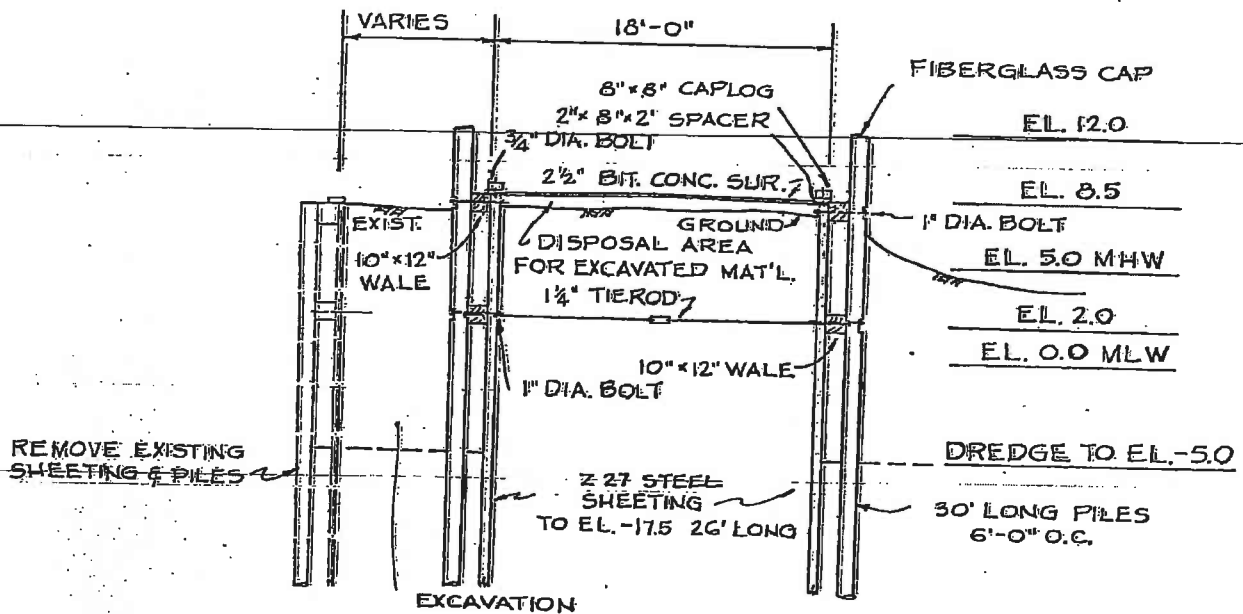 VARIES
18'-0"
FIBERGLASS CAP
8"×8" CAPLOG
2"×8"×2" SPACER
3/4" DIA. BOLT
EL. 12.0
2 1/2" BIT. CONC. SUR.
EL. 8.5
EXIST.
GROUND
1" DIA. BOLT
10"×12"
WALE
DISPOSAL AREA
FOR EXCAVATED MAT'L.
EL. 5.0 MHW
1 1/4" TIEROD
EL. 2.0
EL. 0.0 MLW
10"×12" WALE
1" DIA. BOLT
REMOVE EXISTING
SHEETING & PILES
DREDGE TO EL.-5.0
Z 27 STEEL
SHEETING
TO EL.-17.5 26' LONG
30' LONG PILES
6'-0" O.C.
EXCAVATION